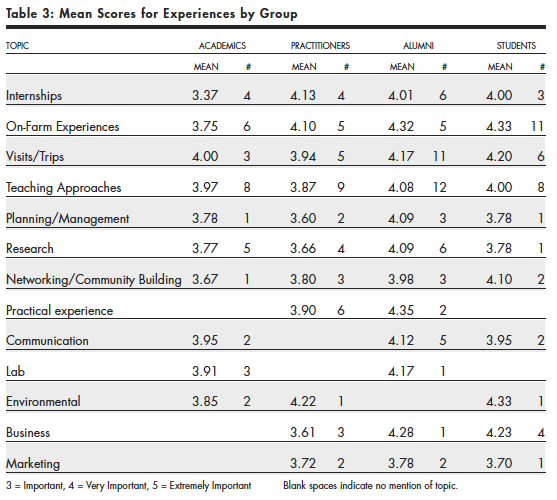 Table 3: Mean Scores for Experiences by Group
TOPIC ACADEMICS PRACTITIONERS ALUMNI STUDENTS
MEAN # MEAN # MEAN # MEAN #
Internships 3.37 4 4.13 4 4.01 6 4.00 3
On-Farm Experiences 3.75 6 4.10 5 4.32 5 4.33 11
Visits/Trips 4.00 3 3.94 5 4.17 11 4.20 6
Teaching Approaches 3.97 8 3.87 9 4.08 12 4.00 8
Planning/Management 3.78 1 3.60 2 4.09 3 3.78 1
Research 3.77 5 3.66 4 4.09 6 3.78 1
Networking/Community Building 3.67 1 3.80 3 3.98 3 4.10 2
Practical experience 3.90 6 4.35 2
Communication 3.95 2 4.12 5 3.95 2
Lab 3.91 3 4.17 1
Environmental 3.85 2 4.22 1 4.33 1
Business 3.61 3 4.28 1 4.23 4
Marketing 3.72 2 3.78 2 3.70 1
3 = Important, 4 = Very Important, 5 = Extremely Important Blank spaces indicate no mention of topic.